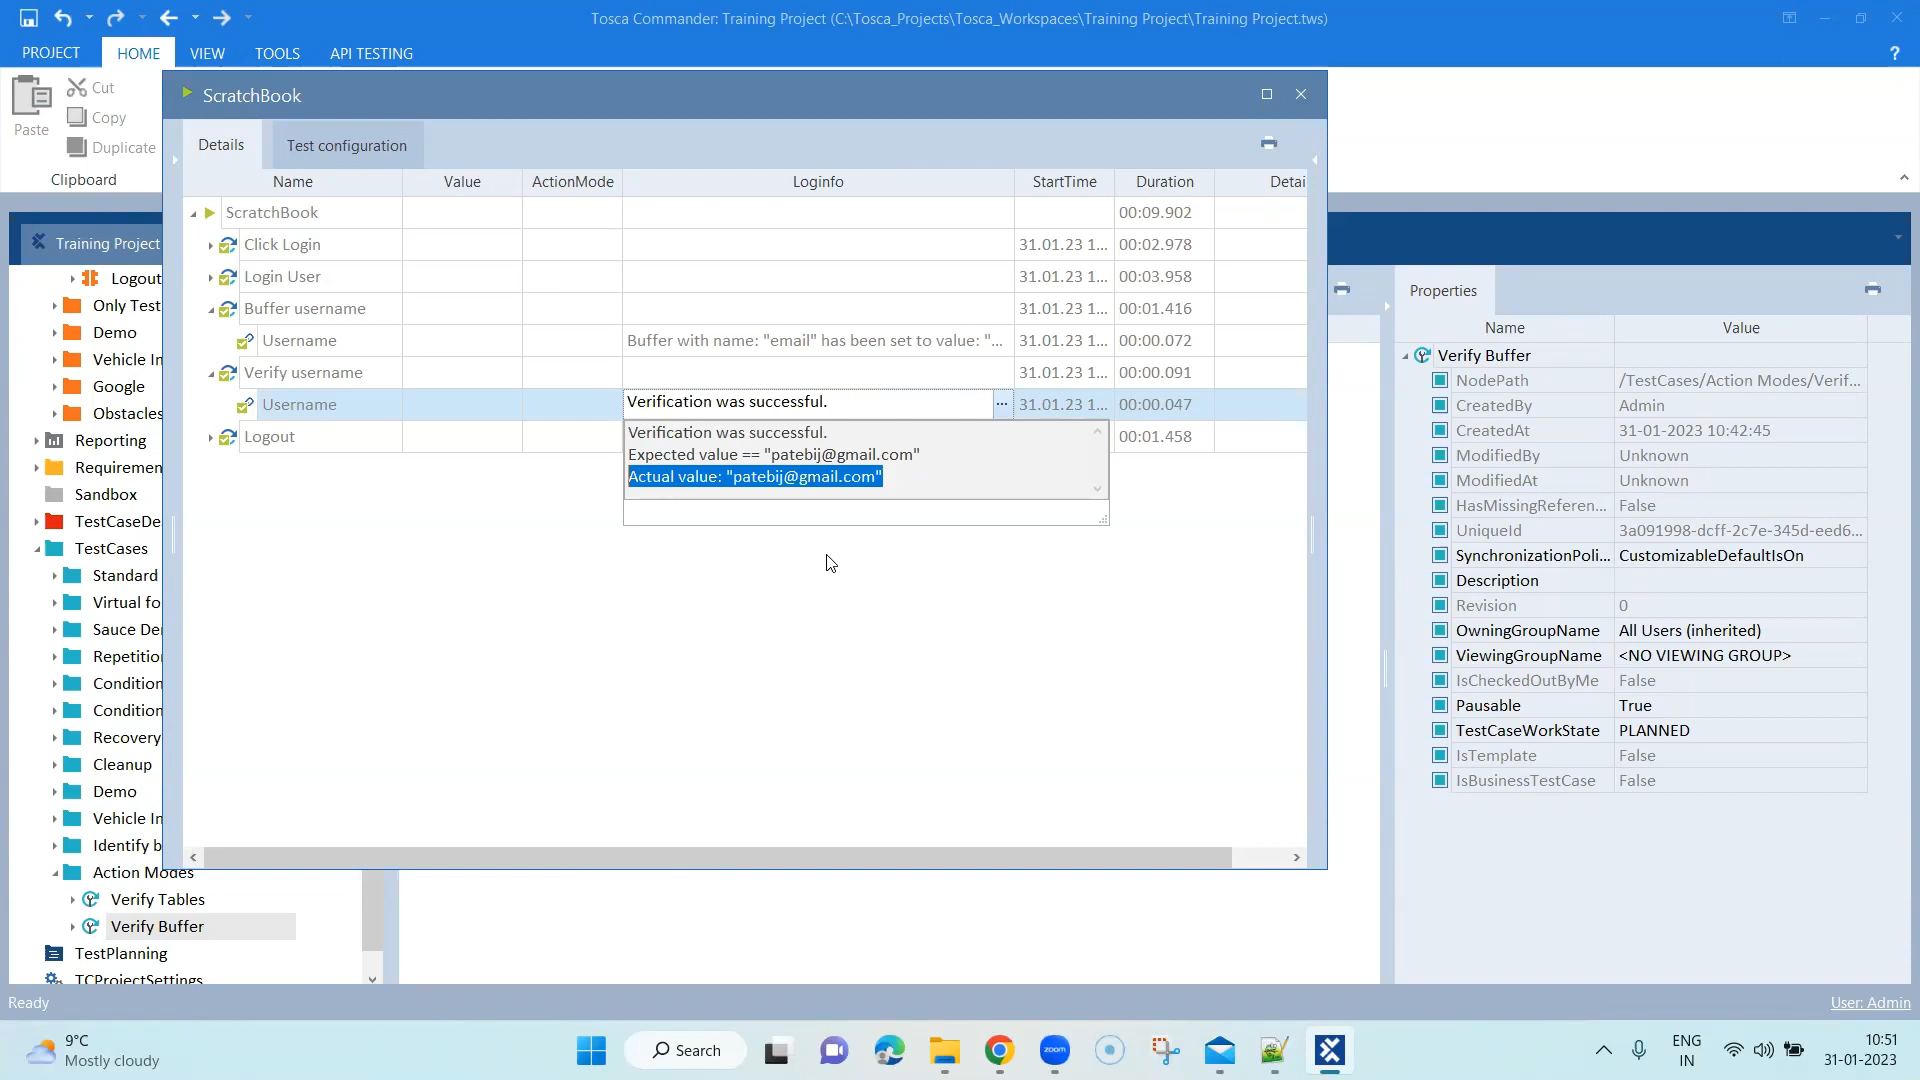 Tosca Commander: Training Project (C:\Tosca_Projects\Tosca_Workspaces\Training Project\Training Project.tws)
PROJECT
HOME
VIEW
TOOLS
API TESTING
?
Paste
Cut
Copy
Duplicate
Clipboard
ScratchBook
Details
Test configuration
Name
Value
ActionMode
Loginfo
StartTime
Duration
Detai
ScratchBook
00:09.902
Click Login
31.01.23 1...
00:02.978
Login User
31.01.23 1...
00:03.958
Buffer username
31.01.23 1...
00:01.416
Username
Buffer with name: "email" has been set to value: "...
31.01.23 1...
00:00.072
Verify username
31.01.23 1...
00:00.091
Username
Verification was successful.
...
31.01.23 1...
00:00.047
Logout
00:01.458
Verification was successful.
Expected value == "patebij@gmail.com"
Actual value: "patebij@gmail.com"
Training Project
Logout
Only Test
Demo
Vehicle In
Google
Obstacles
Reporting
Requiremen
Sandbox
TestCaseDe
TestCases
Standard
Virtual fo
Sauce De
Repetitio
Condition
Condition
Recovery
Cleanup
Demo
Vehicle In
Identify b
Action Modes
Verify Tables
Verify Buffer
TestPlanning
TCProjectSettings
Properties
Name
Value
Verify Buffer
NodePath
/TestCases/Action Modes/Verif...
CreatedBy
Admin
CreatedAt
31-01-2023 10:42:45
ModifiedBy
Unknown
ModifiedAt
Unknown
HasMissingReferen...
False
UniqueId
3a091998-dcff-2c7e-345d-eed6...
SynchronizationPoli...
CustomizableDefaultIsOn
Description
Revision
0
OwningGroupName
All Users (inherited)
ViewingGroupName
<NO VIEWING GROUP>
IsCheckedOutByMe
False
Pausable
True
TestCaseWorkState
PLANNED
IsTemplate
False
IsBusinessTestCase
False
Ready
User: Admin
9°C
Mostly cloudy
Search
zoom
ENG
IN
10:51
31-01-2023